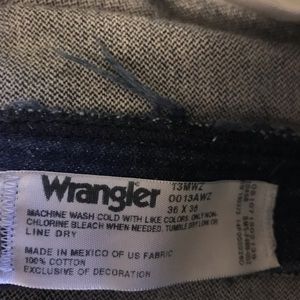 Wrangler
13MWZ
0013AWZ
36 X 36
MACHINE WASH COLD WITH LIKE COLORS, ONLY NON-
CHLORINE BLEACH WHEN NEEDED, TUMBLE DRY LOW OR
LINE DRY
MADE IN MEXICO OF US FABRIC
100% COTTON
EXCLUSIVE OF DECORATION